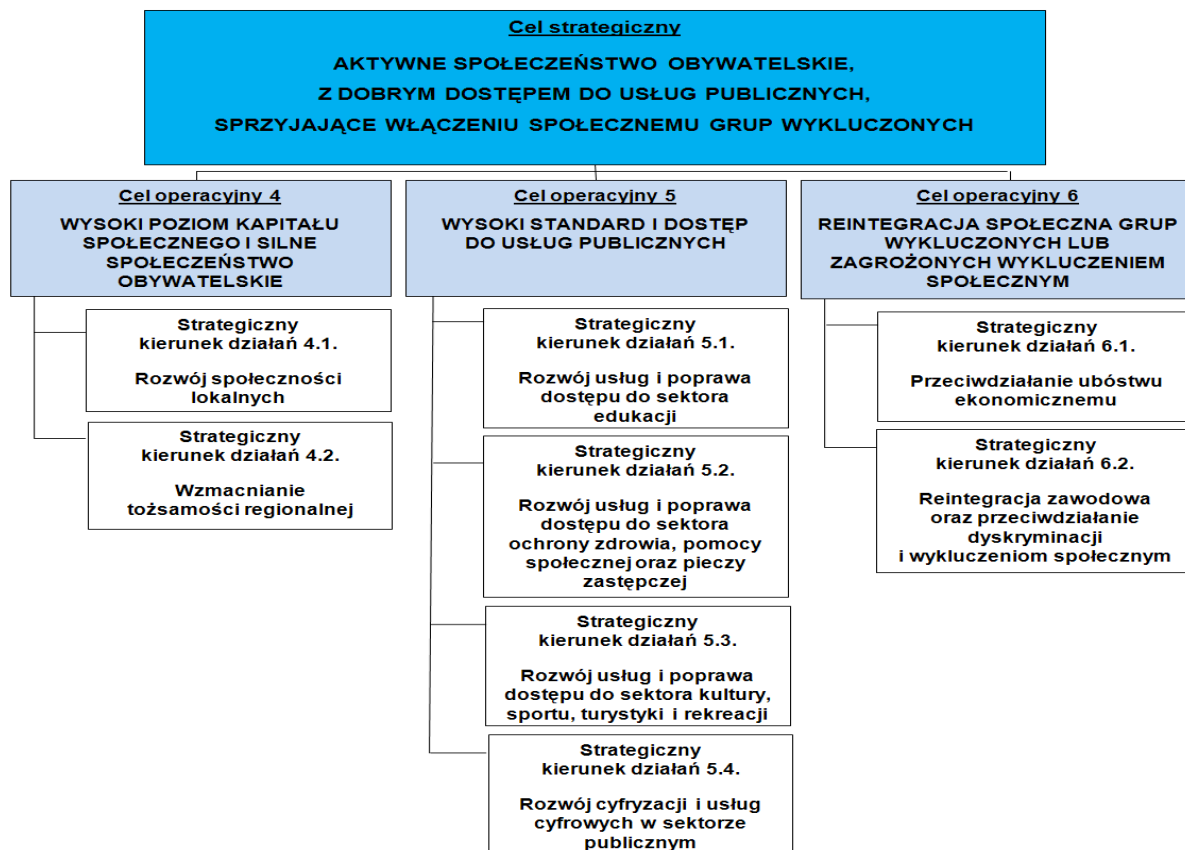 Cel strategiczny
AKTYWNE SPOŁECZEŃSTWO OBYWATELSKIE,
Z DOBRYM DOSTĘPEM DO USŁUG PUBLICZNYCH,
SPRZYJAJĄCE WŁĄCZENIU SPOŁECZNEMU GRUP WYKLUCZONYCH
Cel operacyjny 4
WYSOKI POZIOM KAPITAŁU
SPOŁECZNEGO I SILNE
SPOŁECZEŃSTWO
OBYWATELSKIE
Strategiczny
kierunek działań 4.1.
Rozwój społeczności
lokalnych
Strategiczny
kierunek działań 4.2.
Wzmacnianie
tożsamości regionalnej
Cel operacyjny 5
WYSOKI STANDARD I DOSTĘP
DO USŁUG PUBLICZNYCH
Strategiczny
kierunek działań 5.1.
Rozwój usług i poprawa
dostępu do sektora
edukacji
Strategiczny
kierunek działań 5.2.
Rozwój usług i poprawa
dostępu do sektora
ochrony zdrowia, pomocy
społecznej oraz pieczy
zastępczej
Strategiczny
kierunek działań 5.3.
Rozwój usług i poprawa
dostępu do sektora kultury,
sportu, turystyki i rekreacji
Strategiczny
kierunek działań 5.4.
Rozwój cyfryzacji i usług
cyfrowych w sektorze
publicznym
Cel operacyjny 6
REINTEGRACJA SPOŁECZNA GRUP
WYKLUCZONYCH LUB
ZAGROŻONYCH WYKLUCZENIEM
SPOŁECZNYM
Strategiczny
kierunek działań 6.1.
Przeciwdziałanie ubóstwu
ekonomicznemu
Strategiczny
kierunek działań 6.2.
Reintegracja zawodowa
oraz przeciwdziałanie
dyskryminacji
i wykluczeniom społecznym